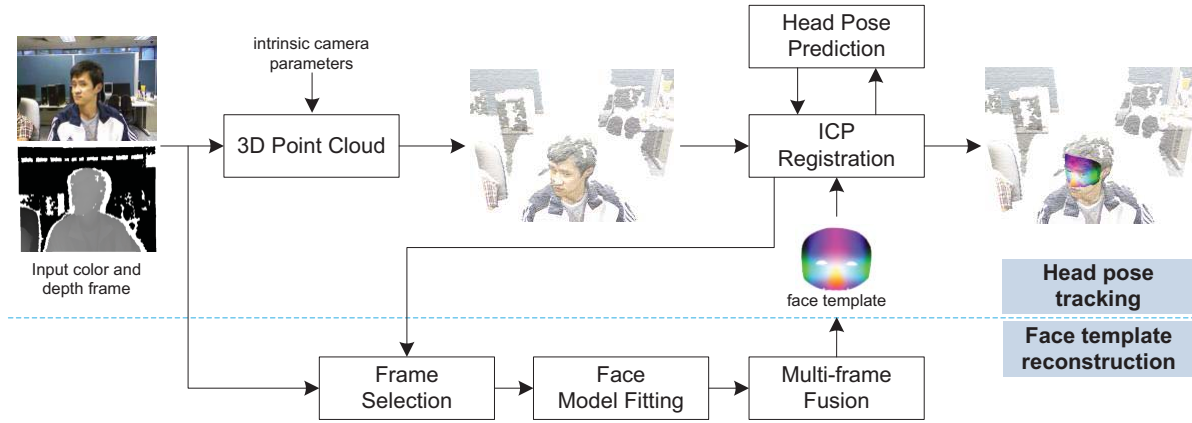 Head Pose
Prediction
intrinsic camera
parameters
3D Point Cloud
ICP
Registration
Input color and
depth frame
face template
Head pose
tracking
Face template
reconstruction
Frame
Selection
Face
Model Fitting
Multi-frame
Fusion